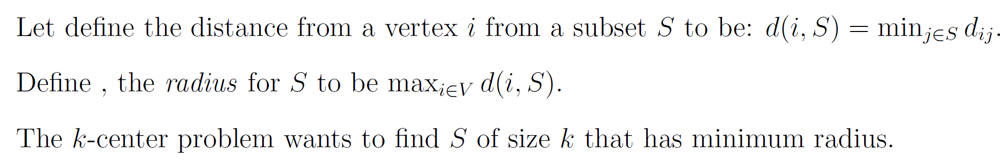 Let define the distance from a vertex i from a subset S to be: d(i, S) = min_{j∈S} d_{ij}.
Define , the radius for S to be max_{i∈V} d(i, S).
The k-center problem wants to find S of size k that has minimum radius.